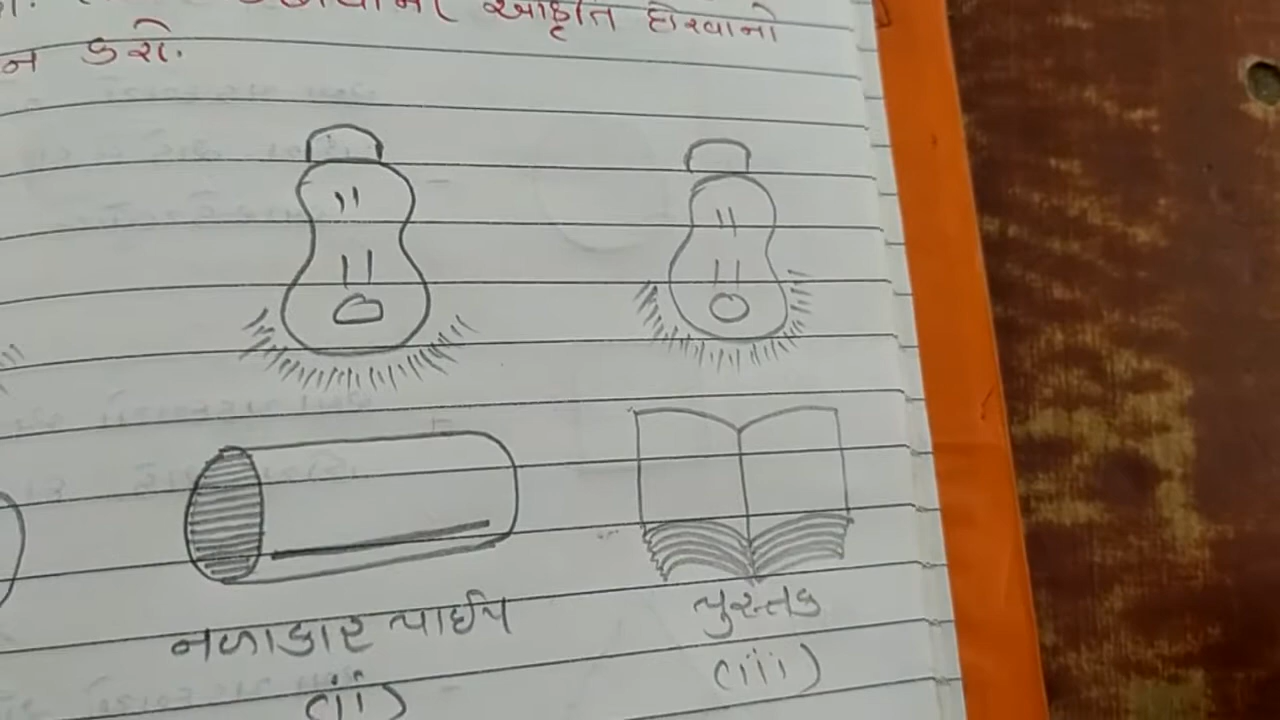 આકૃતિ દોરવાનો
ન કરો.
નળાકાર પાઈપ
પુસ્તક
(ii)
(iii)